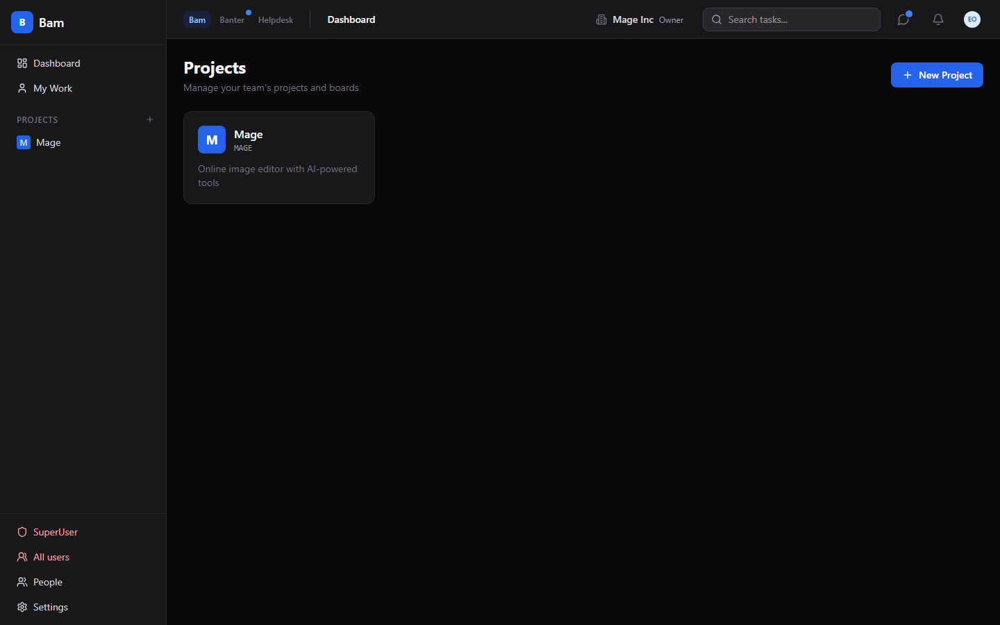 B Bam
Dashboard
My Work
PROJECTS
M Mage
SuperUser
All users
People
Settings
Bam Banter Helpdesk Dashboard
Mage Inc Owner
Search tasks...
EO
Projects
Manage your team's projects and boards
New Project
M Mage
MAGE
Online image editor with AI-powered
tools